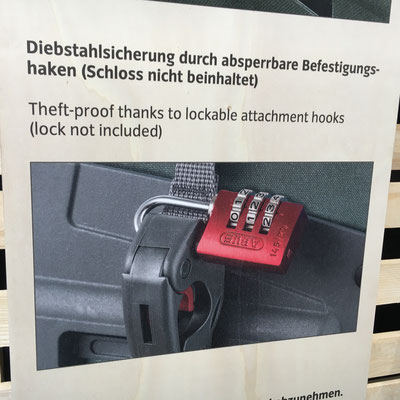 Diebstahlsicherung durch absperrbare Befestigungs-
haken (Schloss nicht beinhaltet)
Theft-proof thanks to lockable attachment hooks
(lock not included)
ABUS
abzunehmen.